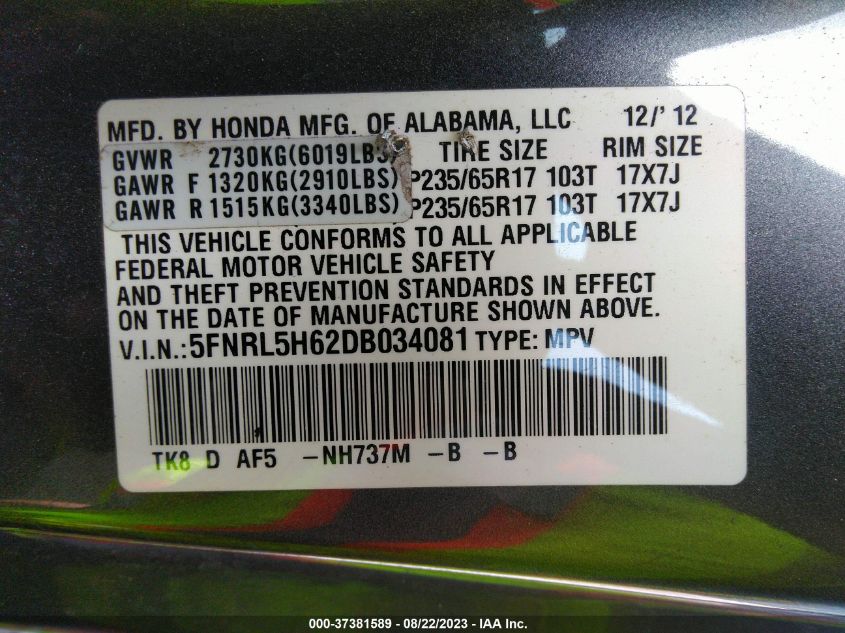 MFD. BY HONDA MFG. OF ALABAMA, LLC 12/'12
GVWR 2730KG(6019LBS) TIRE SIZE RIM SIZE
GAWR F 1320KG(2910LBS) P235/65R17 103T 17X7J
GAWR R 1515KG(3340LBS) P235/65R17 103T 17X7J
THIS VEHICLE CONFORMS TO ALL APPLICABLE
FEDERAL MOTOR VEHICLE SAFETY
AND THEFT PREVENTION STANDARDS IN EFFECT
ON THE DATE OF MANUFACTURE SHOWN ABOVE.
V.I.N.:5FNRL5H62DB034081 TYPE: MPV
TK8 D AF5 -NH737M -B -B
000-37381589 - 08/22/2023 - IAA Inc.